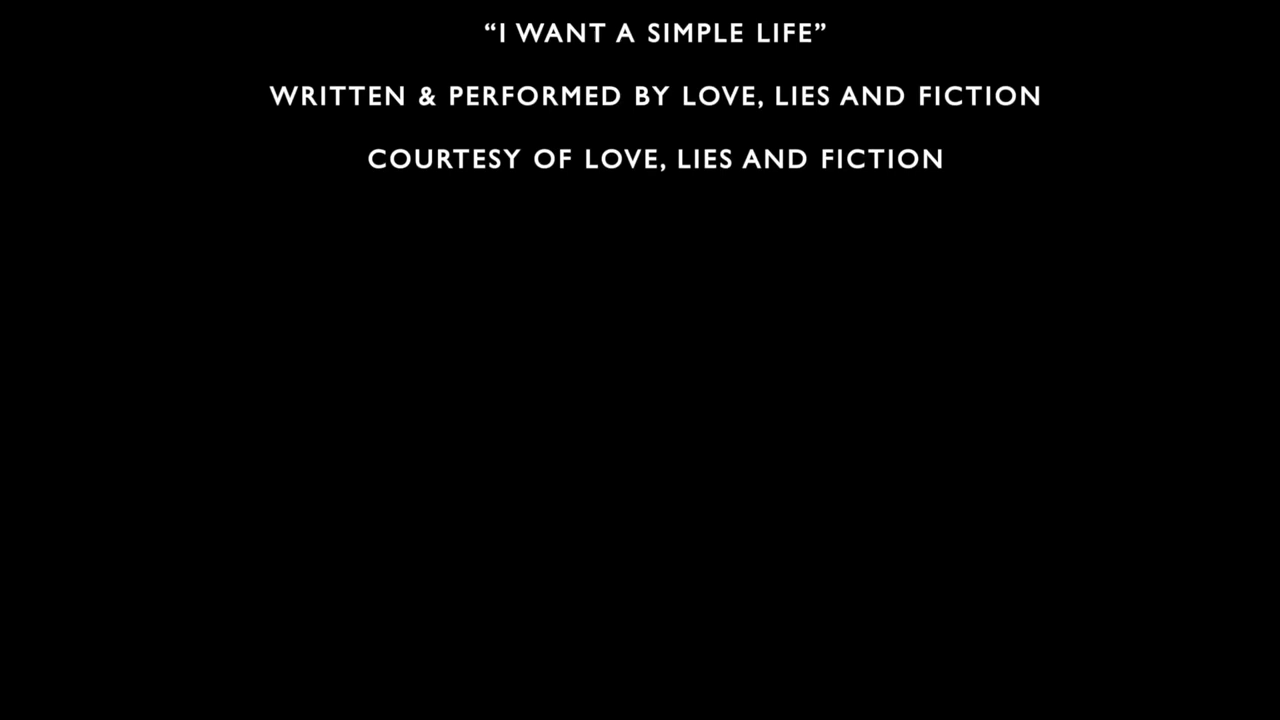 “I WANT A SIMPLE LIFE”
WRITTEN & PERFORMED BY LOVE, LIES AND FICTION
COURTESY OF LOVE, LIES AND FICTION